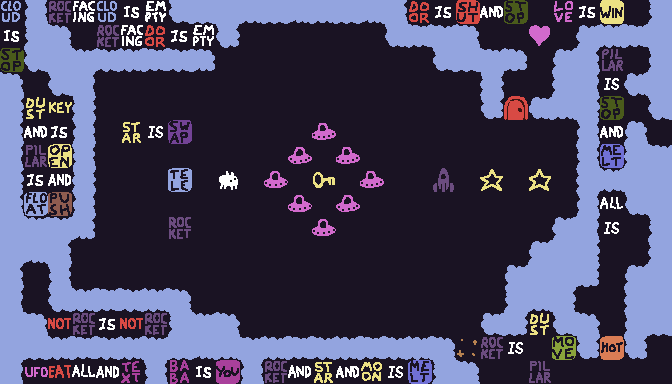 CLOUD ROCKET FACING CLOUD IS EMPTY DOOR IS SHUT AND STOP LOVE IS WIN
IS ROCKET FACING DOOR IS EMPTY
STOP PILLAR
IS
DUST KEY STOP
AND IS STAR IS SWAP AND
PILLAR OPEN MELT
IS AND TELE
FLOAT PUSH ALL
ROCKET IS
NOT ROCKET IS NOT ROCKET DUST
ROCKET IS MOVE HOT
UFO EAT ALL AND TEXT BABA IS YOU ROCKET AND STAR AND MOON IS MELT PILLAR